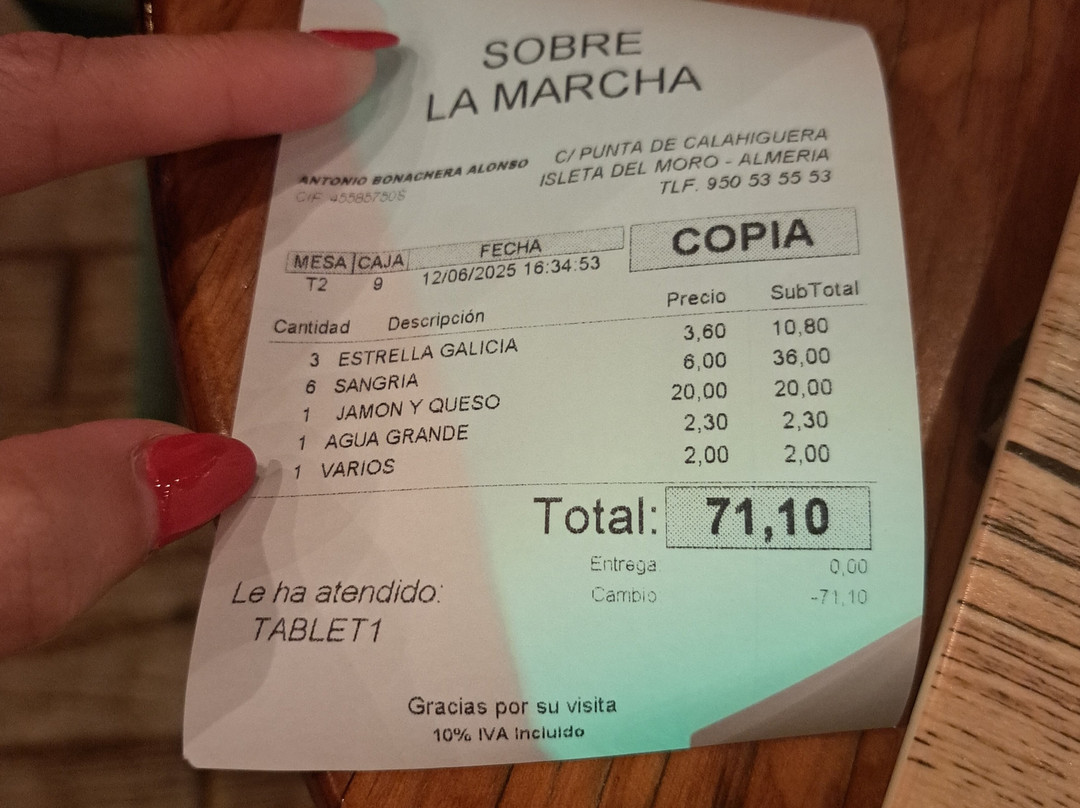 SOBRE
LA MARCHA
C/ PUNTA DE CALAHIGUERA
ANTONIO BONACHERA ALONSO ISLETA DEL MORO - ALMERIA
CIF: 45585750S TLF. 950 53 55 53
MESA CAJA FECHA COPIA
T2 9 12/06/2025 16:34:53
Cantidad Descripción Precio SubTotal
3 ESTRELLA GALICIA 3,60 10,80
6 SANGRIA 6,00 36,00
1 JAMON Y QUESO 20,00 20,00
1 AGUA GRANDE 2,30 2,30
1 VARIOS 2,00 2,00
Total: 71,10
Entrega 0,00
Cambio -71,10
Le ha atendido:
TABLET1
Gracias por su visita
10% IVA Incluido